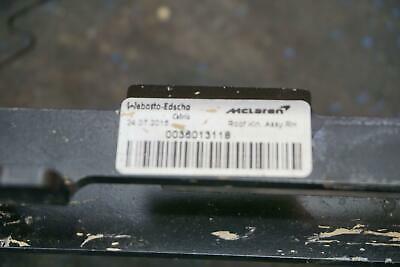 Webasto-Edscha
Cabrio
McLaren
24.07.2015
Roof Kin. Assy RH
0036013118